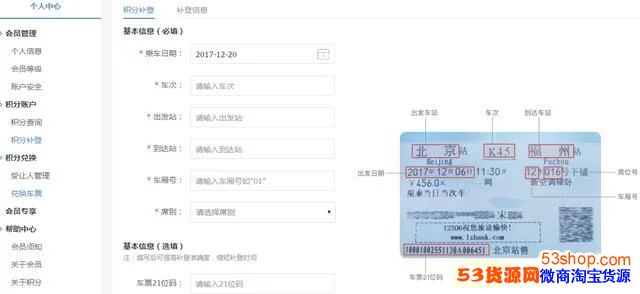 个人中心
会员管理
个人信息
会员等级
账户安全
积分账户
积分查询
积分补登
积分兑换
受让人管理
兑换车票
会员专享
帮助中心
会员须知
关于会员
关于积分
积分补登
补登信息
基本信息（必填）
* 乘车日期： 2017-12-20
* 车次： 请输入车次
* 出发站： 请输入出发站
* 到达站： 请输入到达站
* 车厢号： 请输入车厢号如"01"
* 席别： 请选择席别
基本信息（选填）
注：填写后可提高补登准确度，缩短补登时间
车票21位码： 请输入21位码
出发车站
车次
到达车站
北京站
K45
福州站
Beijing
Fuzhou
出发日期
2017年12月06日 11:30开
12车016号下铺
席位号
￥456.0元
网
新空调硬卧
限乘当日当次车
车厢号
宋
12306祝您旅途愉快！
10001002551130A006451 北京站售
车票21位码
53shop.com
53货源网
微商淘宝货源